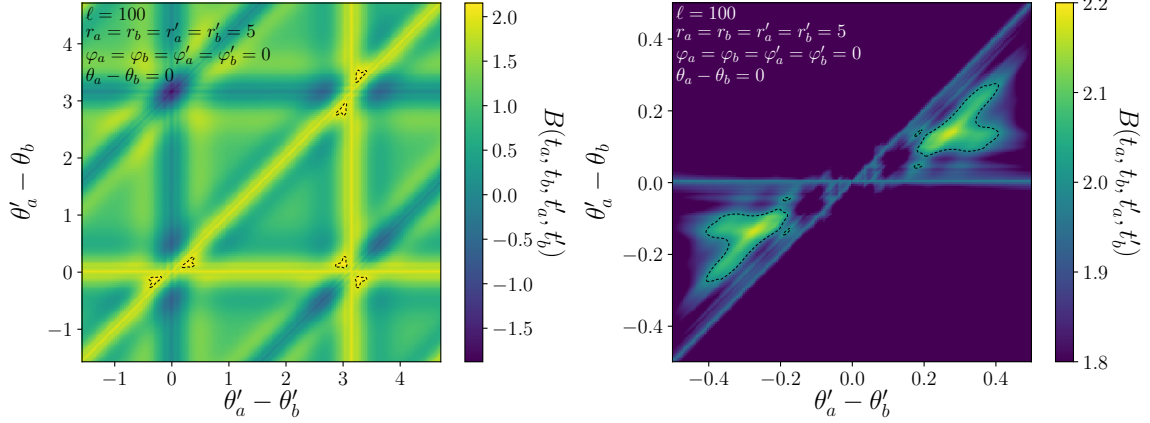 ℓ = 100
r_a = r_b = r′_a = r′_b = 5
φ_a = φ_b = φ′_a = φ′_b = 0
θ_a − θ_b = 0
4
3
2
1
0
−1
θ′_a − θ_b
−1 0 1 2 3 4
θ′_a − θ′_b
2.0
1.5
1.0
0.5
0.0
−0.5
−1.0
−1.5
B(t_a, t_b, t′_a, t′_b)
ℓ = 100
r_a = r_b = r′_a = r′_b = 5
φ_a = φ_b = φ′_a = φ′_b = 0
θ_a − θ_b = 0
0.4
0.2
0.0
−0.2
−0.4
θ′_a − θ_b
−0.4 −0.2 0.0 0.2 0.4
θ′_a − θ′_b
2.2
2.1
2.0
1.9
1.8
B(t_a, t_b, t′_a, t′_b)